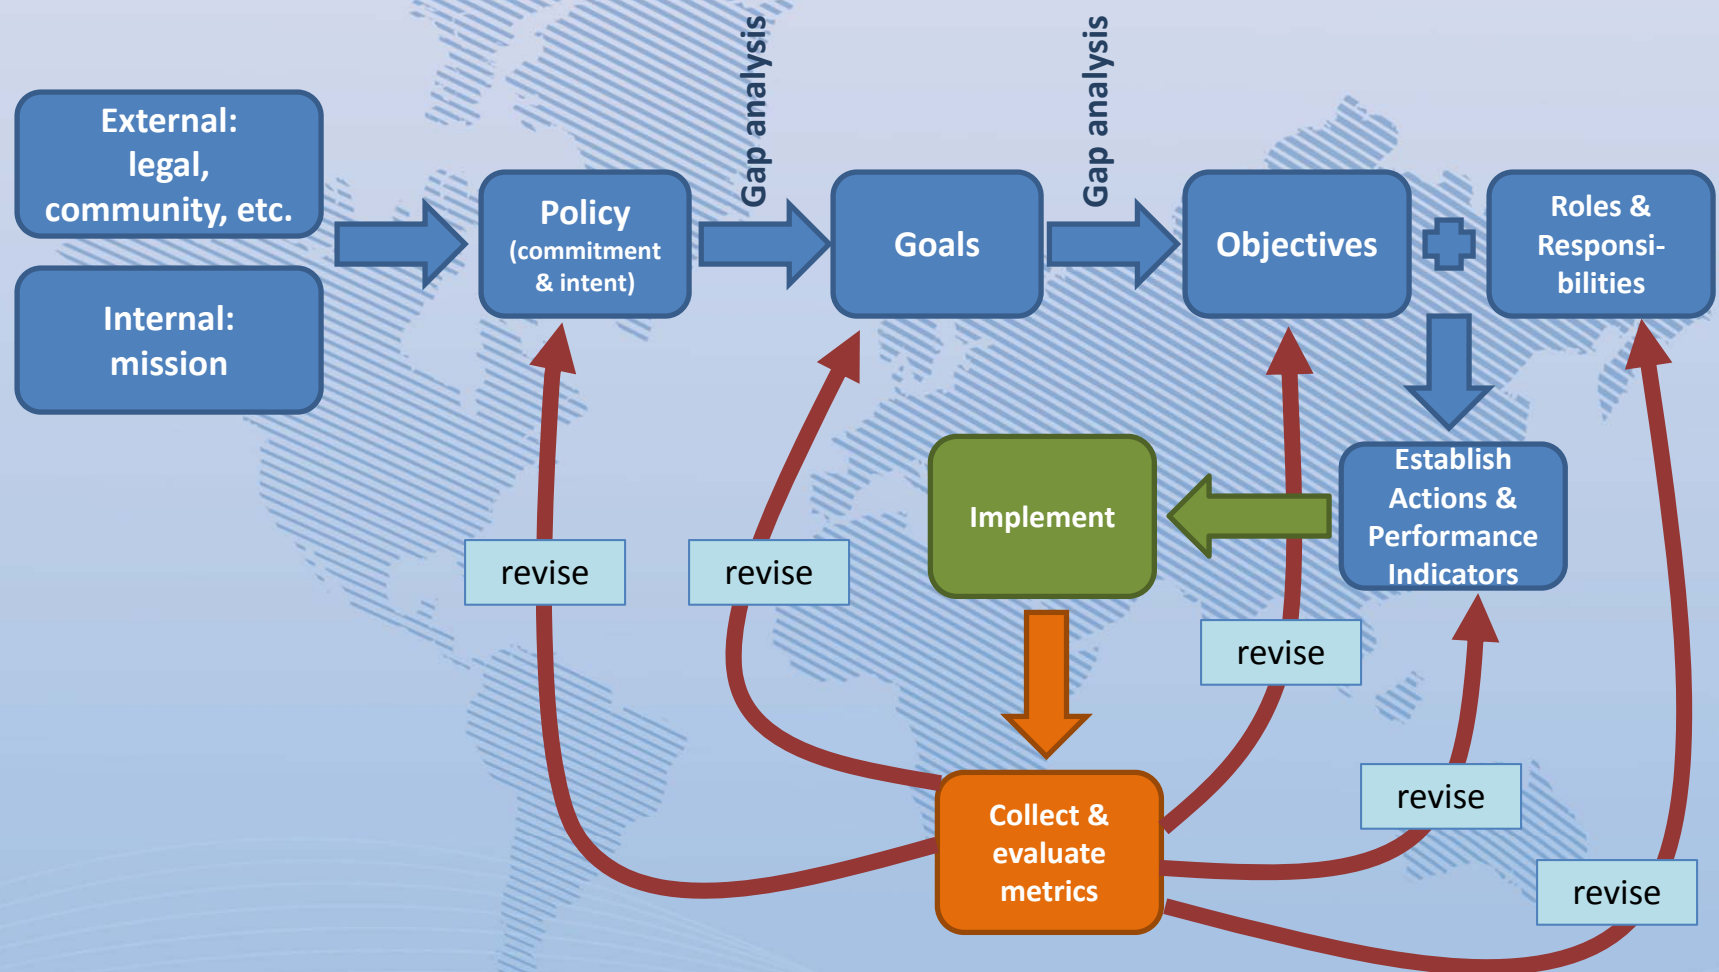 External:
legal,
community, etc.
Internal:
mission
Policy
(commitment
& intent)
Gap analysis
Goals
Gap analysis
Objectives
Roles &
Responsi-
bilities
Establish
Actions &
Performance
Indicators
Implement
revise
revise
revise
revise
revise
Collect &
evaluate
metrics